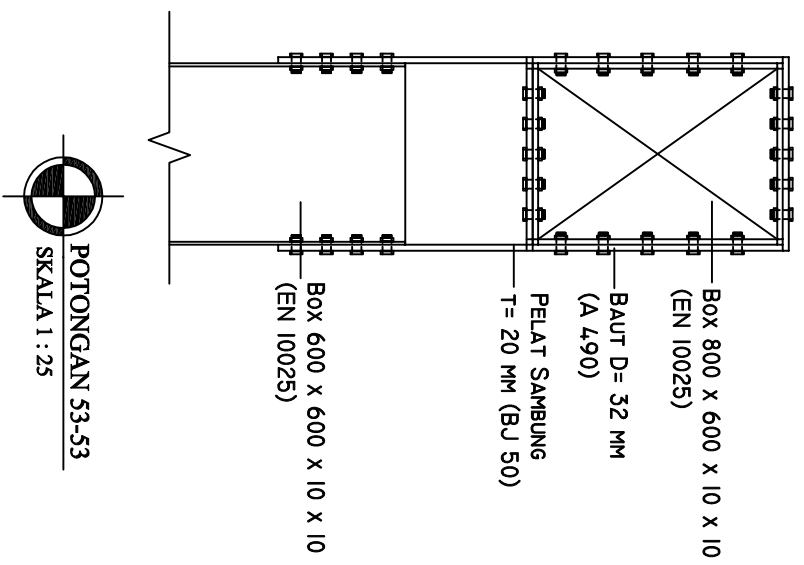 BOX 800 X 600 X 10 X 10
(EN 10025)
BAUT D= 32 MM
(A 490)
PELAT SAMBUNG
T= 20 MM (BJ 50)
BOX 600 X 600 X 10 X 10
(EN 10025)
POTONGAN 53-53
SKALA 1 : 25